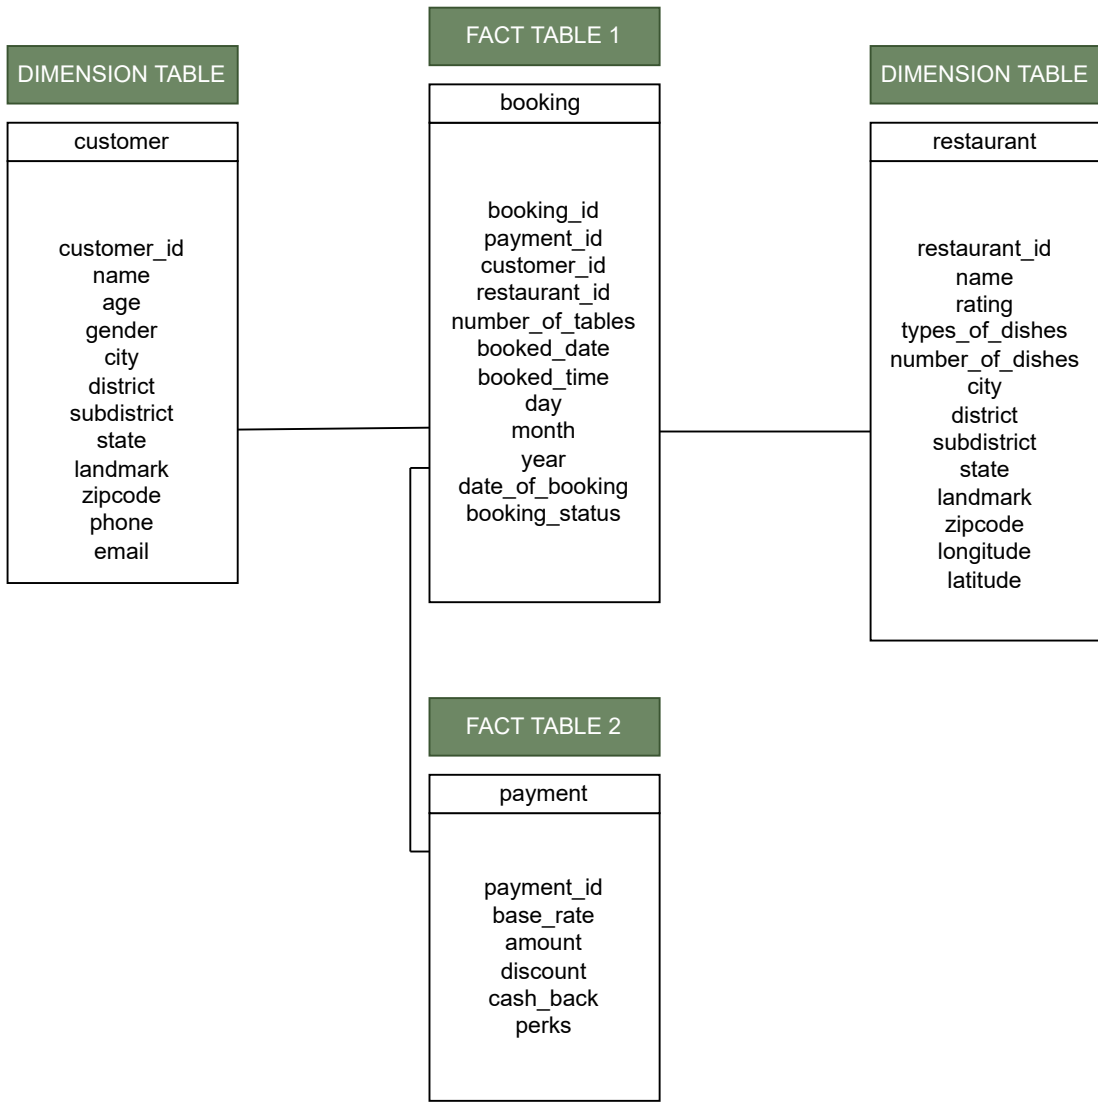 DIMENSION TABLE
customer
customer_id
name
age
gender
city
district
subdistrict
state
landmark
zipcode
phone
email
FACT TABLE 1
booking
booking_id
payment_id
customer_id
restaurant_id
number_of_tables
booked_date
booked_time
day
month
year
date_of_booking
booking_status
DIMENSION TABLE
restaurant
restaurant_id
name
rating
types_of_dishes
number_of_dishes
city
district
subdistrict
state
landmark
zipcode
longitude
latitude
FACT TABLE 2
payment
payment_id
base_rate
amount
discount
cash_back
perks